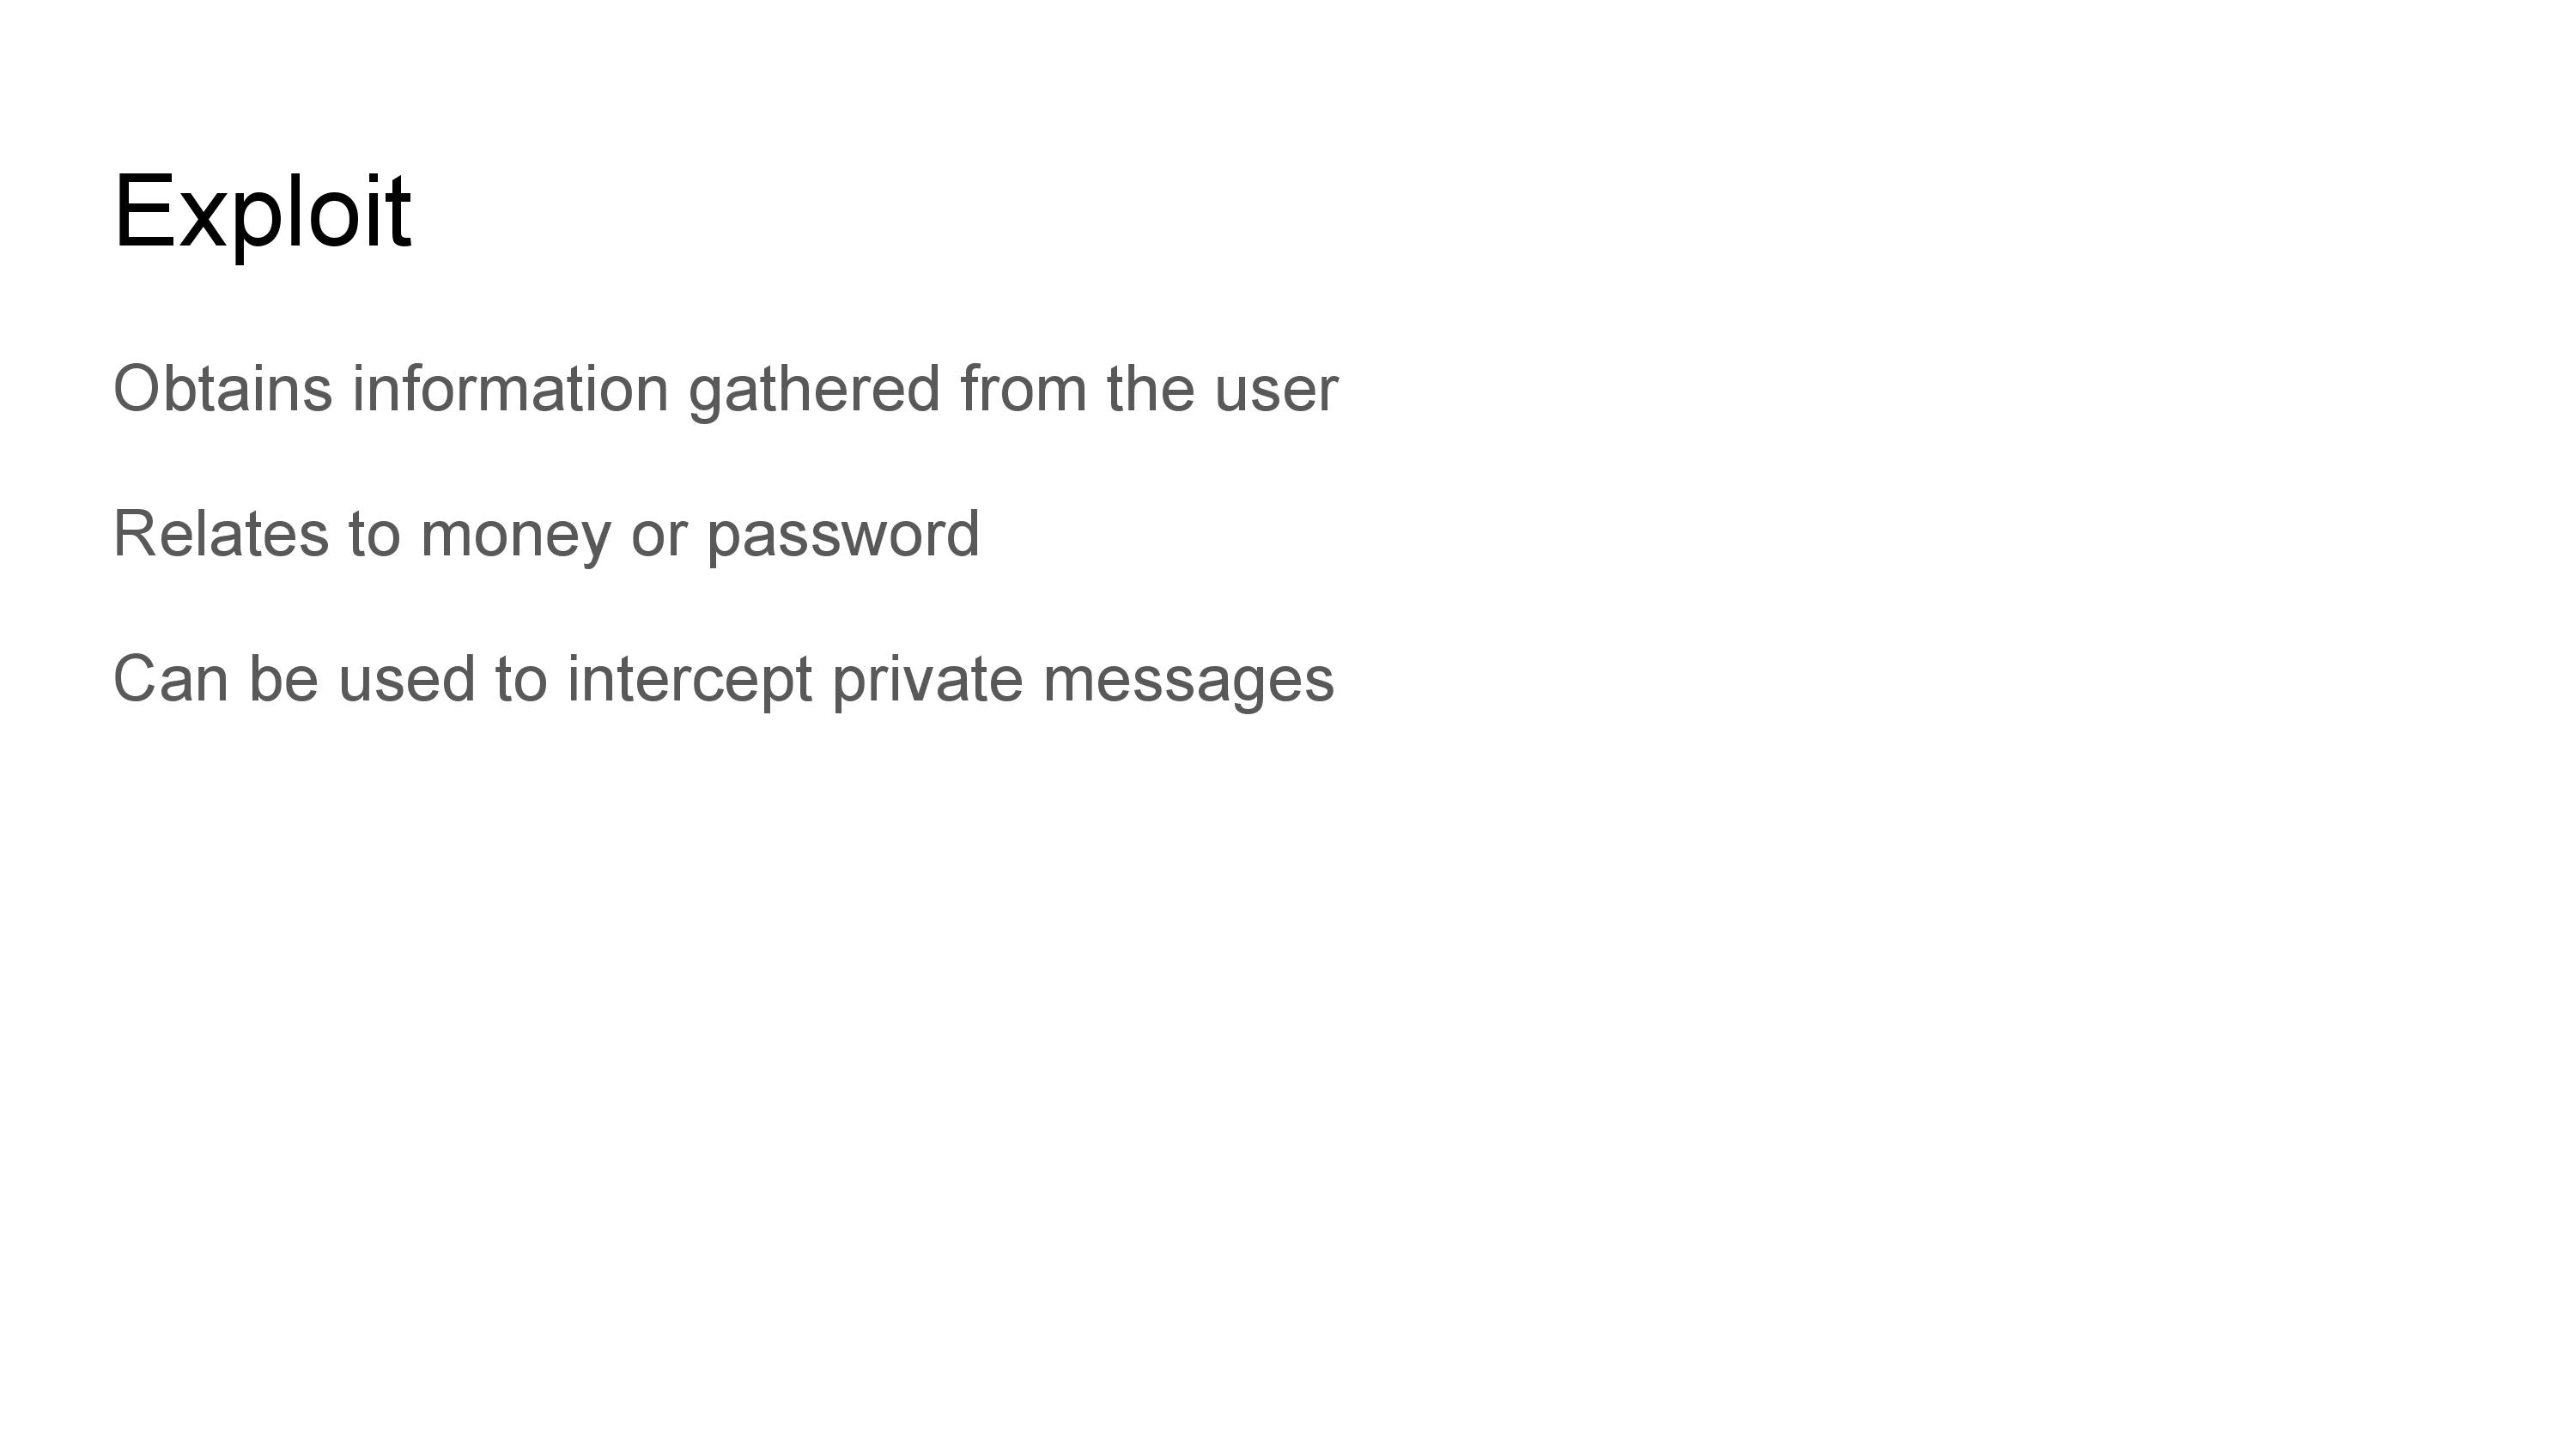 Exploit
Obtains information gathered from the user
Relates to money or password
Can be used to intercept private messages